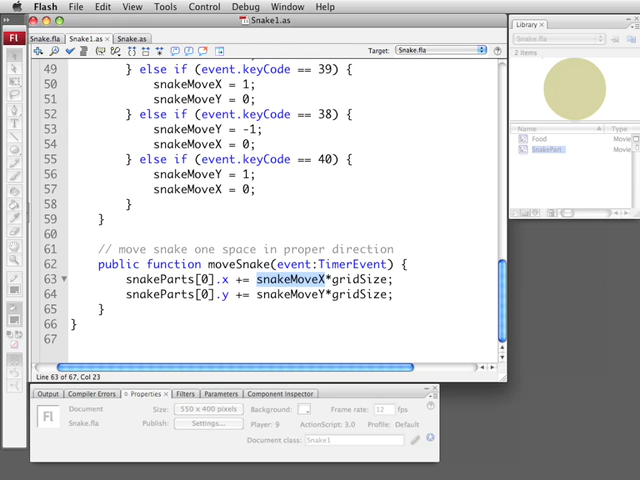 Flash File Edit View Tools Control Debug Window Help
Snake1.as
Snake.fla Snake1.as × Snake.as
Target: Snake.fla
49 } else if (event.keyCode == 39) {
50 snakeMoveX = 1;
51 snakeMoveY = 0;
52 } else if (event.keyCode == 38) {
53 snakeMoveY = -1;
54 snakeMoveX = 0;
55 } else if (event.keyCode == 40) {
56 snakeMoveY = 1;
57 snakeMoveX = 0;
58 }
59 }
60
61 // move snake one space in proper direction
62 public function moveSnake(event:TimerEvent) {
63 snakeParts[0].x += snakeMoveX*gridSize;
64 snakeParts[0].y += snakeMoveY*gridSize;
65 }
66 }
67
Line 63 of 67, Col 23
Library ×
Snake.fla
2 items
Name Type
Food Movie
SnakePart Movie
Output Compiler Errors Properties × Filters Parameters Component Inspector
Fl Document Size: 550 x 400 pixels Background: Frame rate: 12 fps
Snake.fla Publish: Settings... Player: 9 ActionScript: 3.0 Profile: Default
Document class: Snake1
Fl